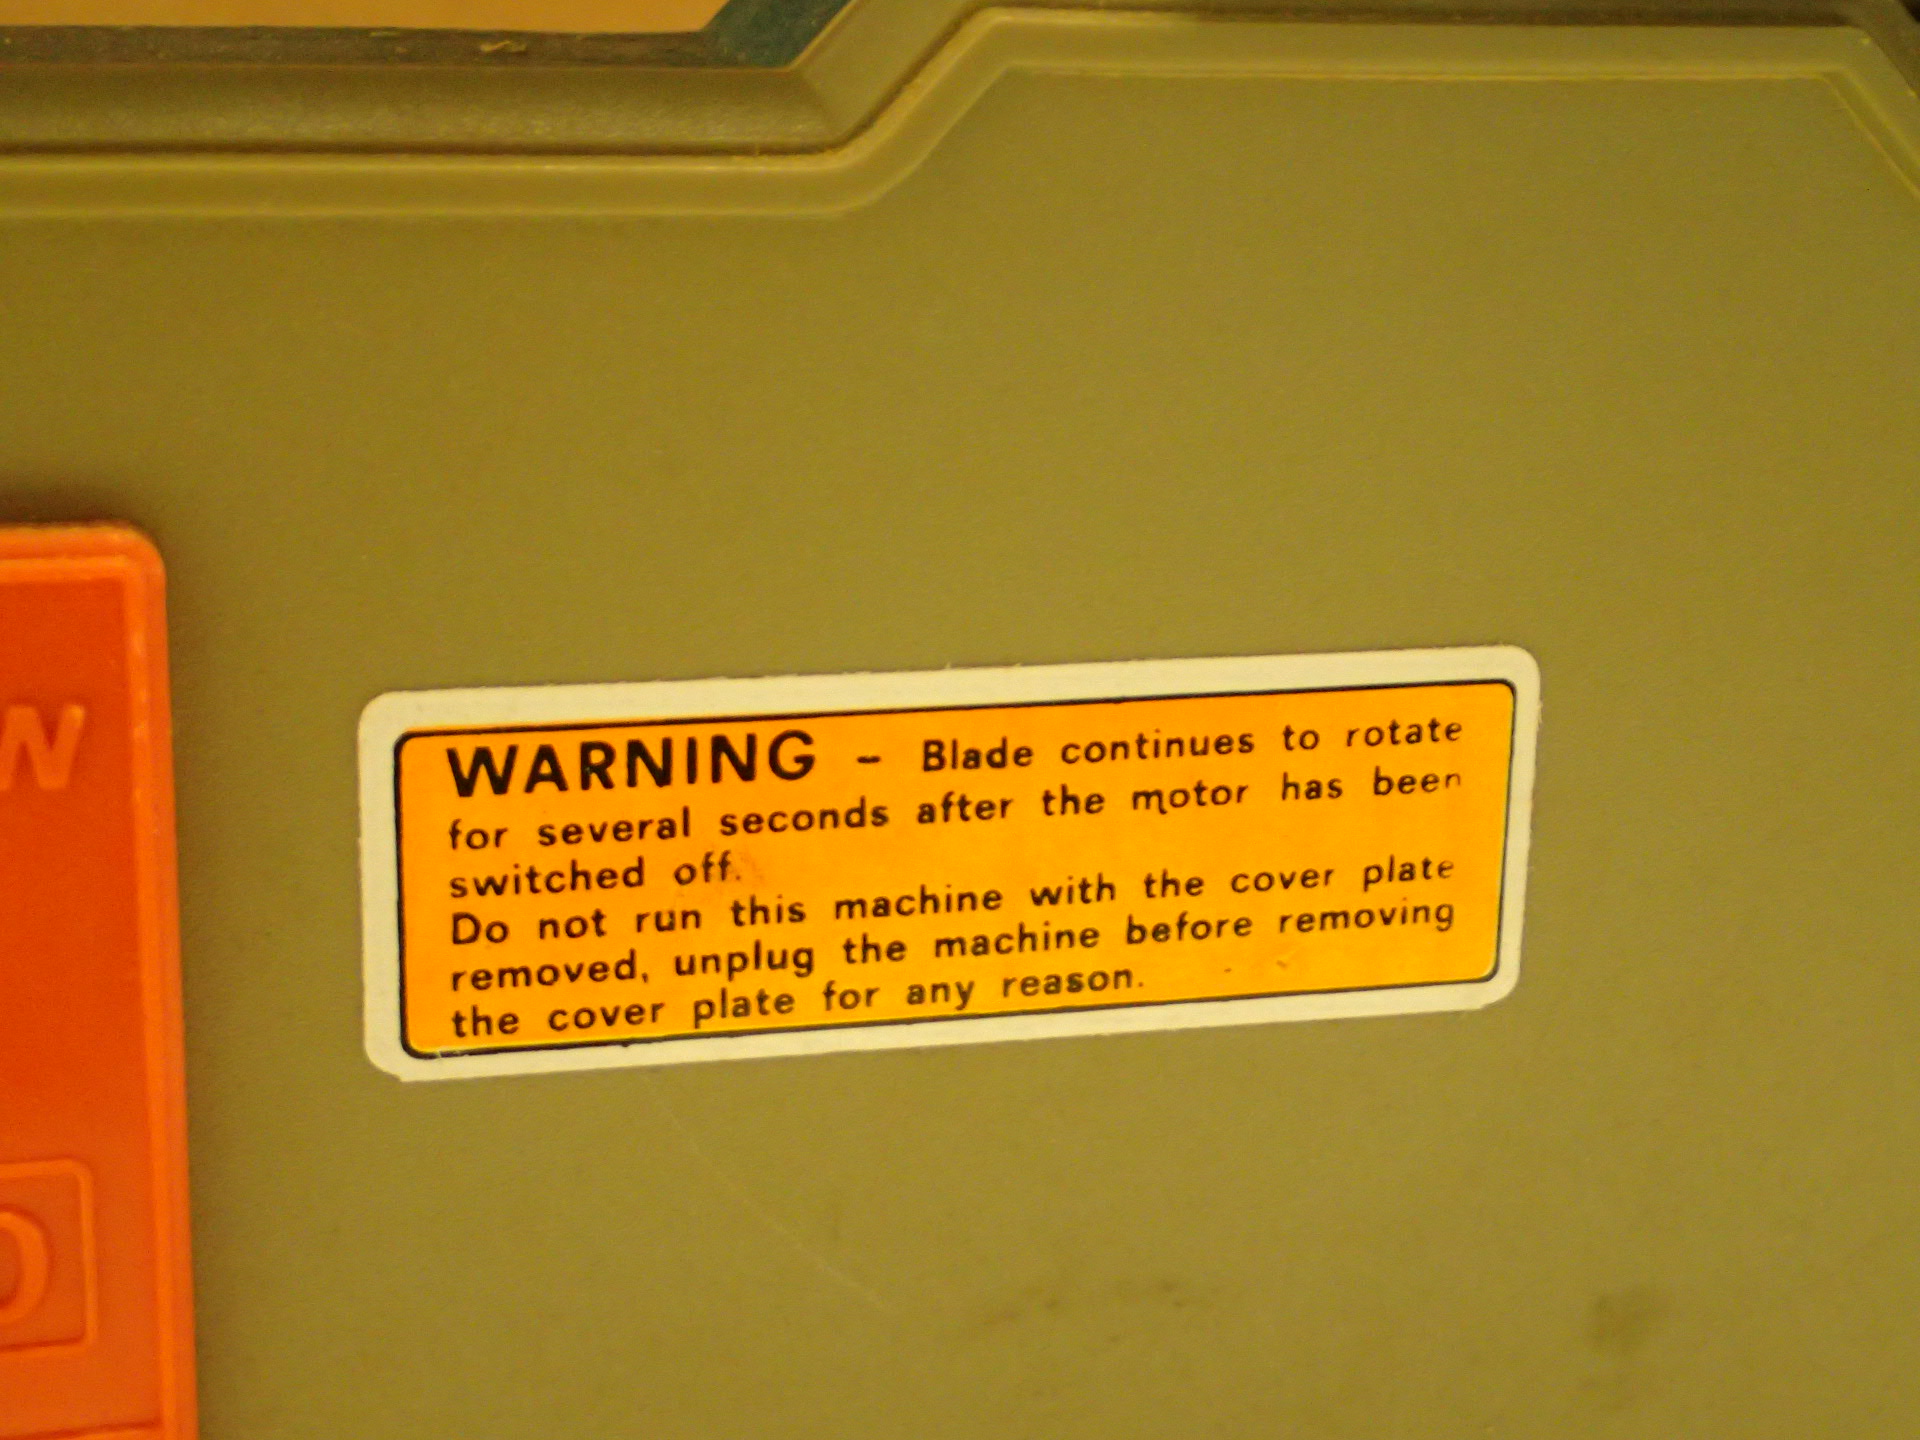 WARNING - Blade continues to rotate
for several seconds after the motor has been
switched off.
Do not run this machine with the cover plate
removed, unplug the machine before removing
the cover plate for any reason.
W
O